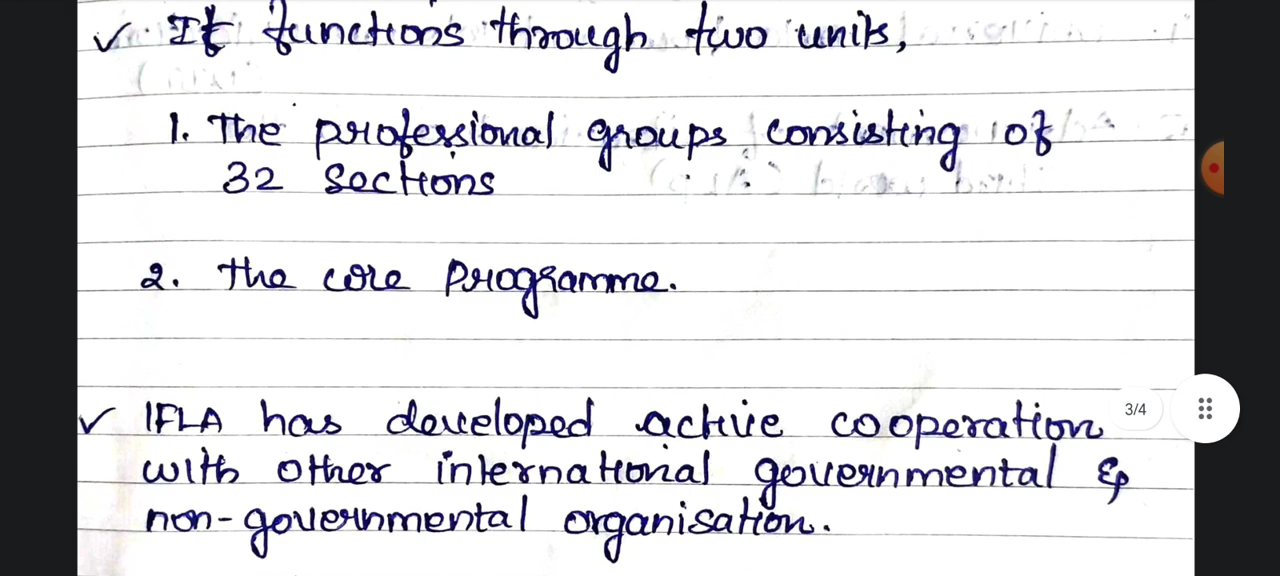 ✓ It functions through two units,
1. The professional groups consisting of
32 sections
2. The core programme.
✓ IFLA has developed active cooperation
with other international governmental &
non-governmental organisation.
3/4